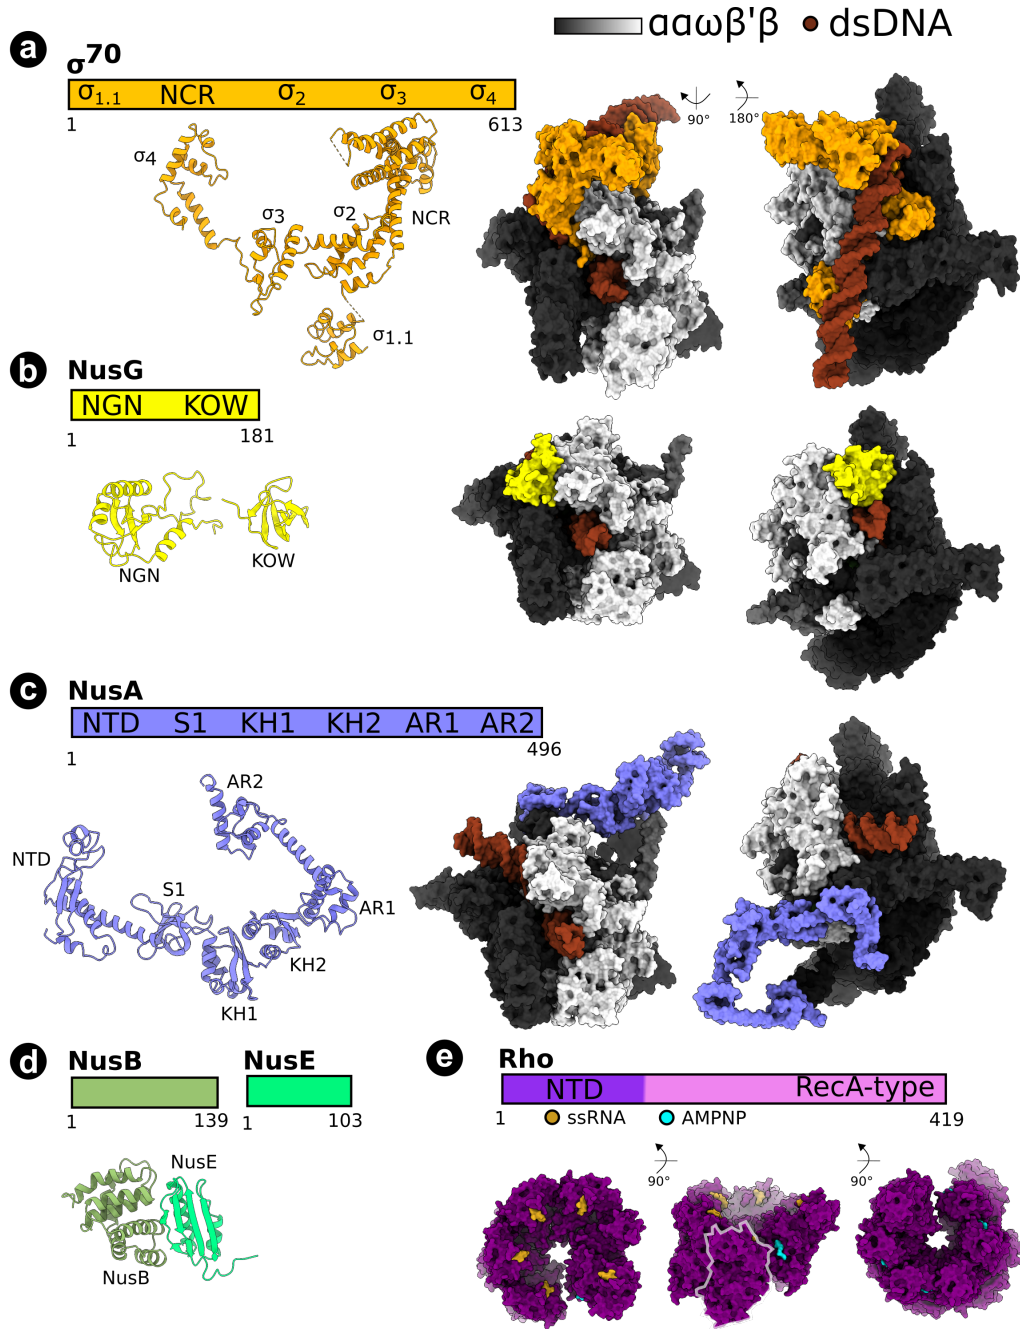 ααωβ'β dsDNA
a
σ70
σ1.1 NCR σ2 σ3 σ4
1 613
90° 180°
σ4
σ3 σ2 NCR
σ1.1
b NusG
NGN KOW
1 181
NGN KOW
c NusA
NTD S1 KH1 KH2 AR1 AR2
1 496
AR2
NTD
S1
AR1
KH2
KH1
d NusB NusE
1 139 1 103
NusE
NusB
e Rho
NTD RecA-type
1 ssRNA AMPNP 419
90° 90°